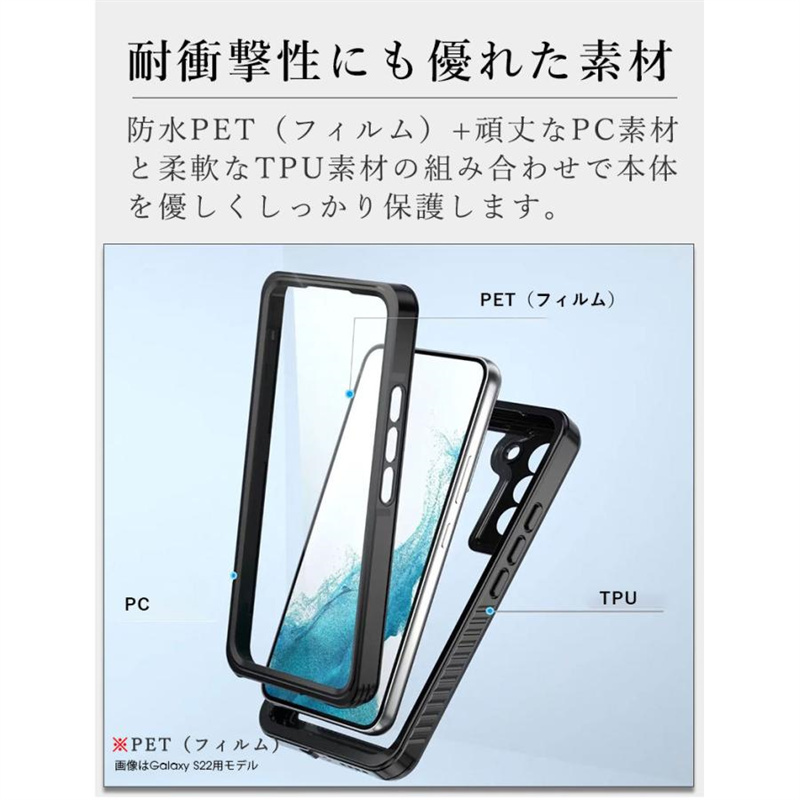 耐衝撃性にも優れた素材
防水PET（フィルム）+頑丈なPC素材
と柔軟なTPU素材の組み合わせで本体
を優しくしっかり保護します。
PET（フィルム）
PC
TPU
※PET（フィルム）
画像はGalaxy S22用モデル